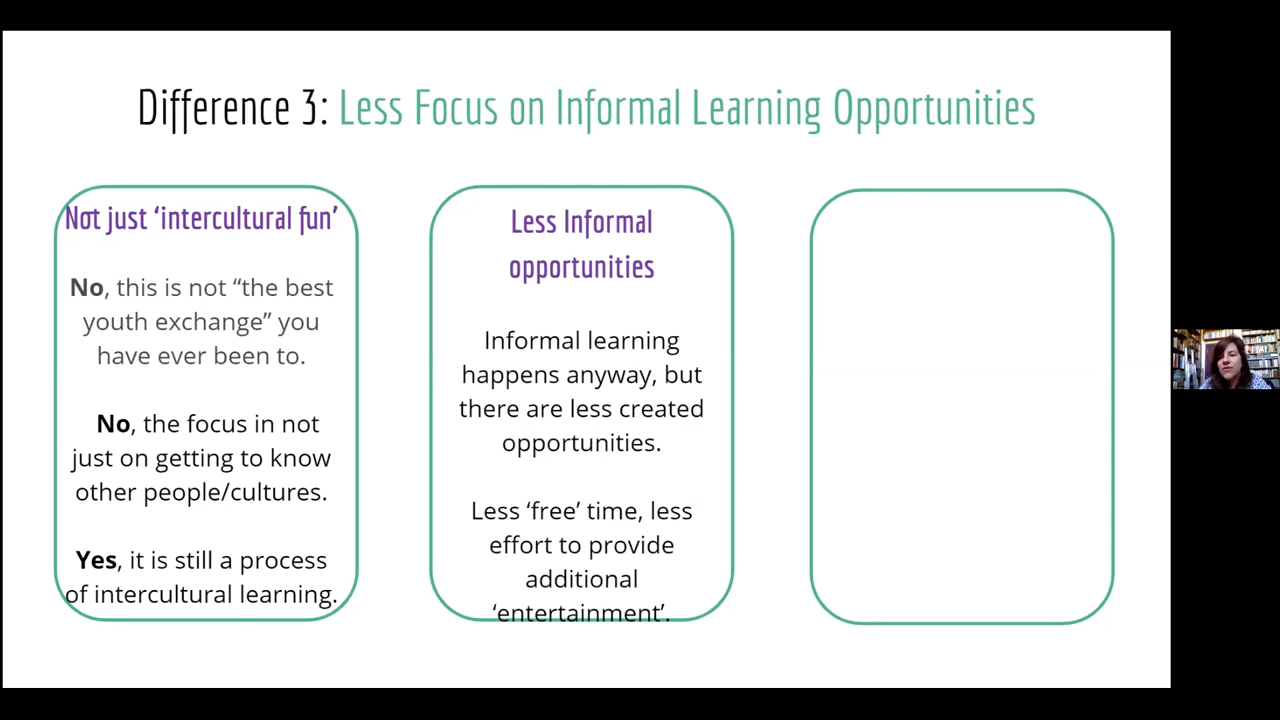 Difference 3: Less Focus on Informal Learning Opportunities
Not just ‘intercultural fun’
No, this is not “the best
youth exchange” you
have ever been to.
No, the focus in not
just on getting to know
other people/cultures.
Yes, it is still a process
of intercultural learning.
Less Informal
opportunities
Informal learning
happens anyway, but
there are less created
opportunities.
Less ‘free’ time, less
effort to provide
additional
‘entertainment’.